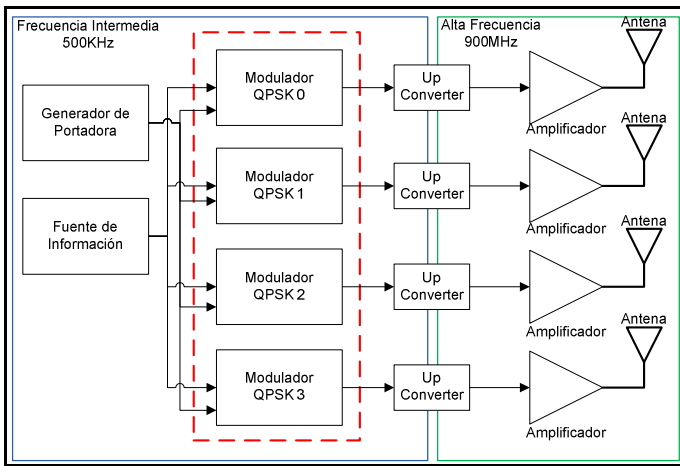 Frecuencia Intermedia
500KHz
Alta Frecuencia
900MHz
Antena
Generador de
Portadora
Modulador
QPSK 0
Up
Converter
Amplificador
Antena
Fuente de
Información
Modulador
QPSK 1
Up
Converter
Amplificador
Antena
Modulador
QPSK 2
Up
Converter
Amplificador
Antena
Modulador
QPSK 3
Up
Converter
Amplificador